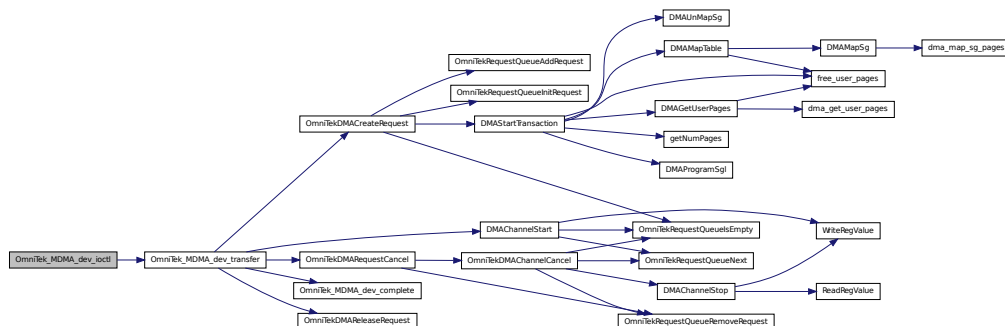 DMAUnMapSg
DMAMapTable
DMAMapSg
dma_map_sg_pages
OmniTekRequestQueueAddRequest
free_user_pages
OmniTekRequestQueueInitRequest
DMAGetUserPages
dma_get_user_pages
OmniTekDMACreateRequest
DMAStartTransaction
getNumPages
DMAProgramSgl
DMAChannelStart
OmniTekRequestQueueIsEmpty
WriteRegValue
OmniTek_MDMA_dev_ioctl
OmniTek_MDMA_dev_transfer
OmniTekDMARequestCancel
OmniTekDMAChannelCancel
OmniTekRequestQueueNext
OmniTek_MDMA_dev_complete
DMAChannelStop
ReadRegValue
OmniTekDMAReleaseRequest
OmniTekRequestQueueRemoveRequest